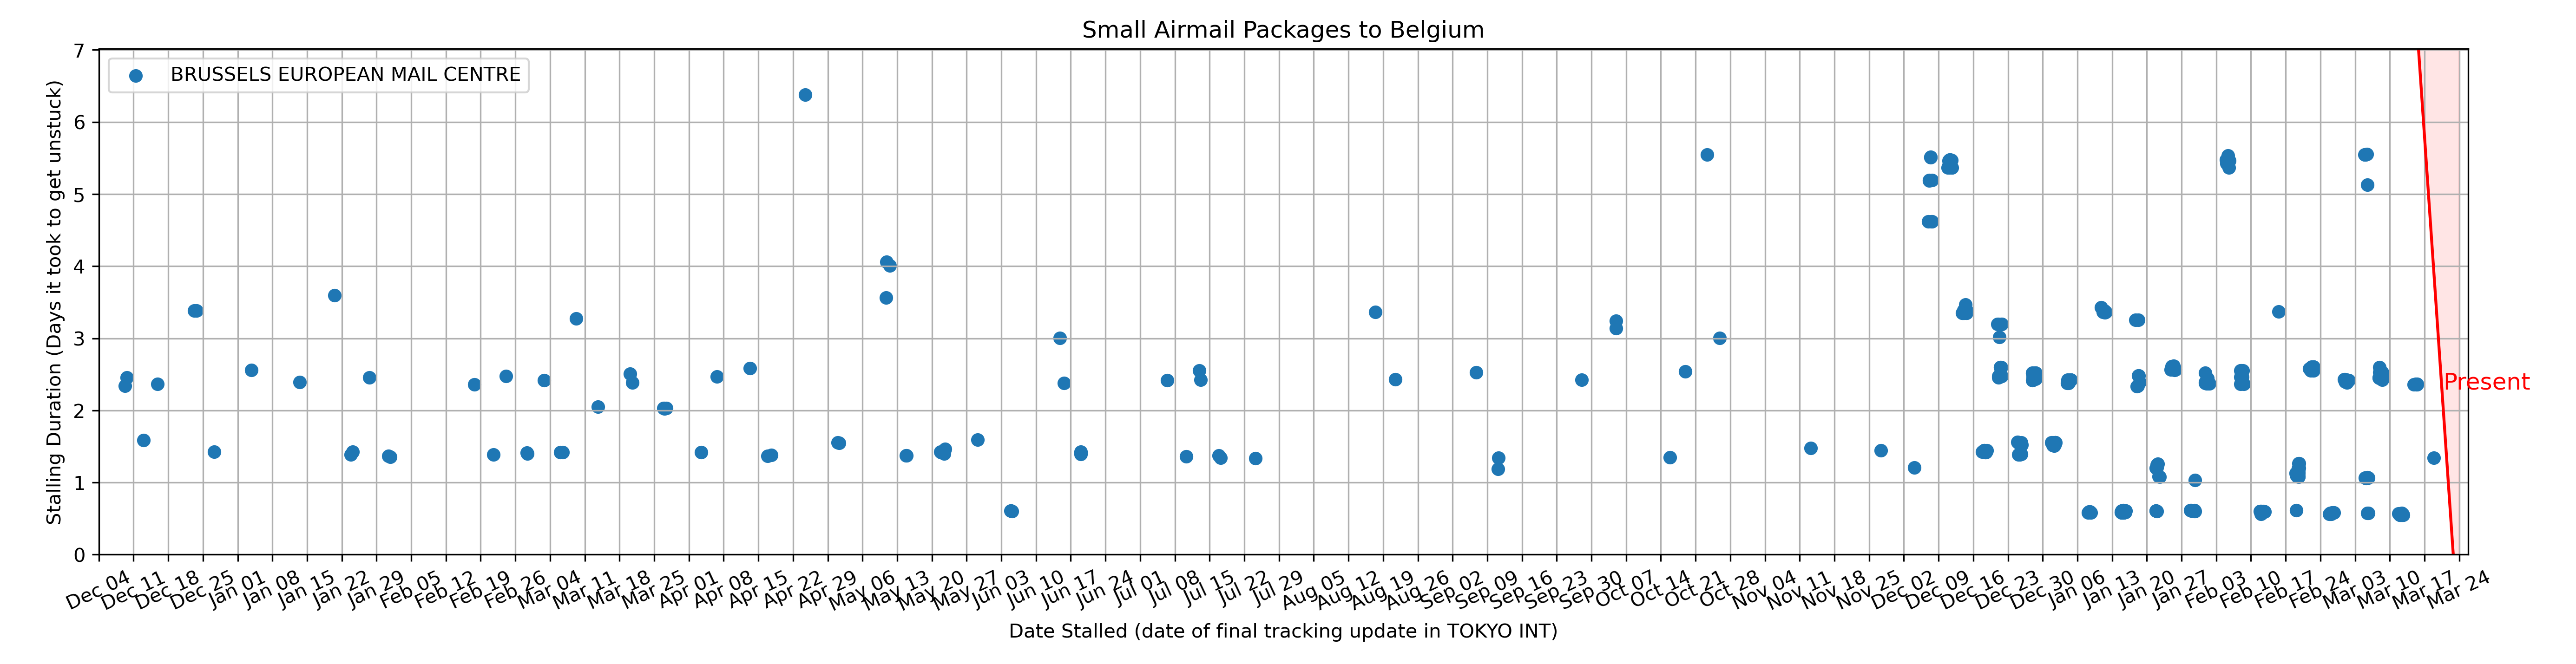 Small Airmail Packages to Belgium
BRUSSELS EUROPEAN MAIL CENTRE
Stalling Duration (Days it took to get unstuck)
7
6
5
4
3
2
1
0
Present
Dec 04
Dec 11
Dec 18
Dec 25
Jan 01
Jan 08
Jan 15
Jan 22
Jan 29
Feb 05
Feb 12
Feb 19
Feb 26
Mar 04
Mar 11
Mar 18
Mar 25
Apr 01
Apr 08
Apr 15
Apr 22
Apr 29
May 06
May 13
May 20
May 27
Jun 03
Jun 10
Jun 17
Jun 24
Jul 01
Jul 08
Jul 15
Jul 22
Jul 29
Aug 05
Aug 12
Aug 19
Aug 26
Sep 02
Sep 09
Sep 16
Sep 23
Sep 30
Oct 07
Oct 14
Oct 21
Oct 28
Nov 04
Nov 11
Nov 18
Nov 25
Dec 02
Dec 09
Dec 16
Dec 23
Dec 30
Jan 06
Jan 13
Jan 20
Jan 27
Feb 03
Feb 10
Feb 17
Feb 24
Mar 03
Mar 10
Mar 17
Mar 24
Date Stalled (date of final tracking update in TOKYO INT)